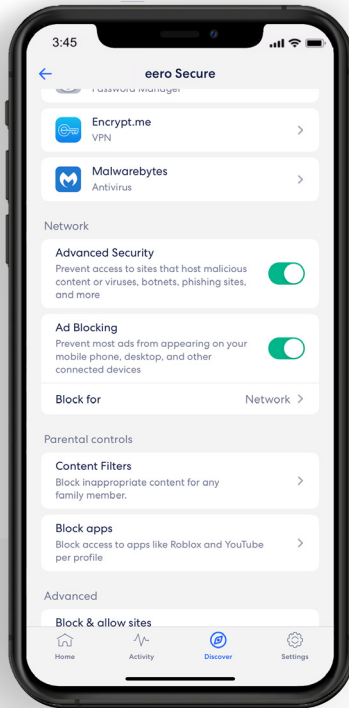 3:45
eero Secure
Password Manager
Encrypt.me
VPN
Malwarebytes
Antivirus
Network
Advanced Security
Prevent access to sites that host malicious
content or viruses, botnets, phishing sites,
and more
Ad Blocking
Prevent most ads from appearing on your
mobile phone, desktop, and other
connected devices
Block for
Network
Parental controls
Content Filters
Block inappropriate content for any
family member.
Block apps
Block access to apps like Roblox and YouTube
per profile
Advanced
Block & allow sites
Home
Activity
Discover
Settings